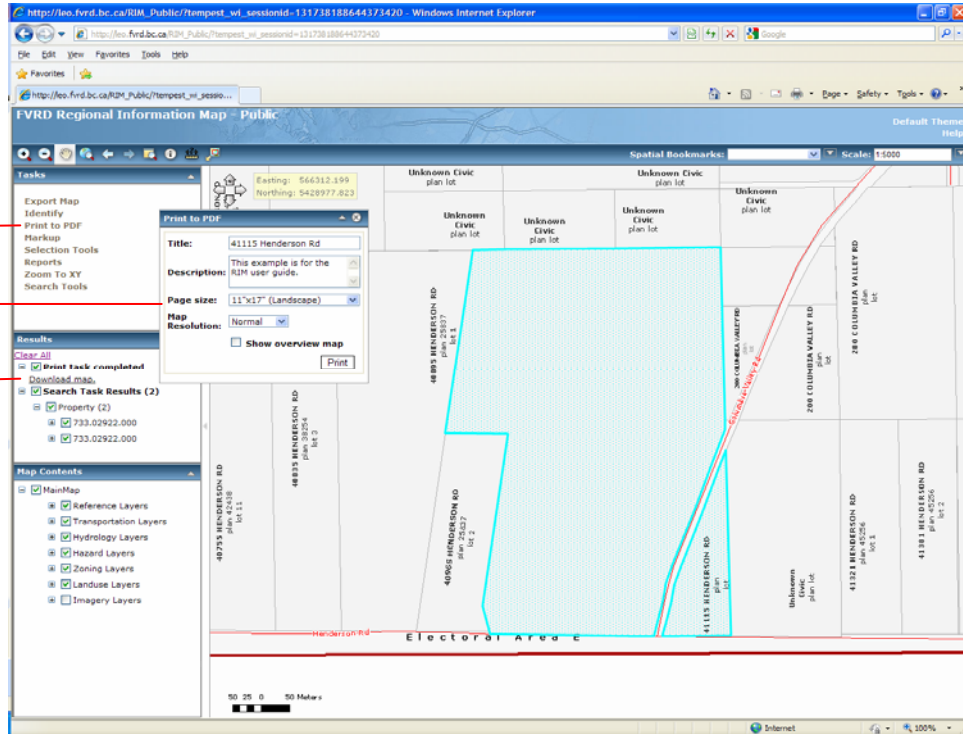 http://leo.fvrd.bc.ca/RIM_Public/?tempest_wi_sessionid=1317381886443734​20 - Windows Internet Explorer
http://leo.fvrd.bc.ca/RIM_Public/?tempest_wi_sessionid=131738188644373420
Google
File Edit View Favorites Tools Help
Favorites
http://leo.fvrd.bc.ca/RIM_Public/?tempest_wi_sessio...
Page Safety Tools
FVRD Regional Information Map - Public
Default Theme
Help
Spatial Bookmarks:
Scale: 1:5000
Tasks
Export Map
Identify
Print to PDF
Markup
Selection Tools
Reports
Zoom To XY
Search Tools
Easting: 566312.199
Northing: 5428977.823
Print to PDF
Title: 41115 Henderson Rd
Description: This example is for the
RIM user guide.
Page size: 11"x17" (Landscape)
Map
Resolution: Normal
Show overview map
Print
Results
Clear All
Print task completed
Download map.
Search Task Results (2)
Property (2)
733.02922.000
733.02922.000
Map Contents
MainMap
Reference Layers
Transportation Layers
Hydrology Layers
Hazard Layers
Zoning Layers
Landuse Layers
Imagery Layers
Unknown Civic
plan lot
Unknown Civic
plan lot
Unknown
Civic
plan lot
Unknown
Civic
plan lot
Unknown
Civic
plan lot
Unknown
Civic
plan lot
40755 HENDERSON RD
plan 42438
lot 11
40835 HENDERSON RD
plan 38254
lot 3
40895 HENDERSON RD
plan 25837
lot 1
40965 HENDERSON RD
lot 2
200 COLUMBIA VALLEY RD
plan
lot
200 COLUMBIA VALLEY RD
plan
lot
200 COLUMBIA VALLEY RD
plan
lot
Columbia Valley Rd
41115 HENDERSON RD
plan
lot
Unknown
Civic
plan lot
41321 HENDERSON RD
plan 45256
lot 1
41381 HENDERSON RD
plan 45256
lot 2
Henderson Rd
Electoral Area E
50 25 0 50 Meters
Internet
100%